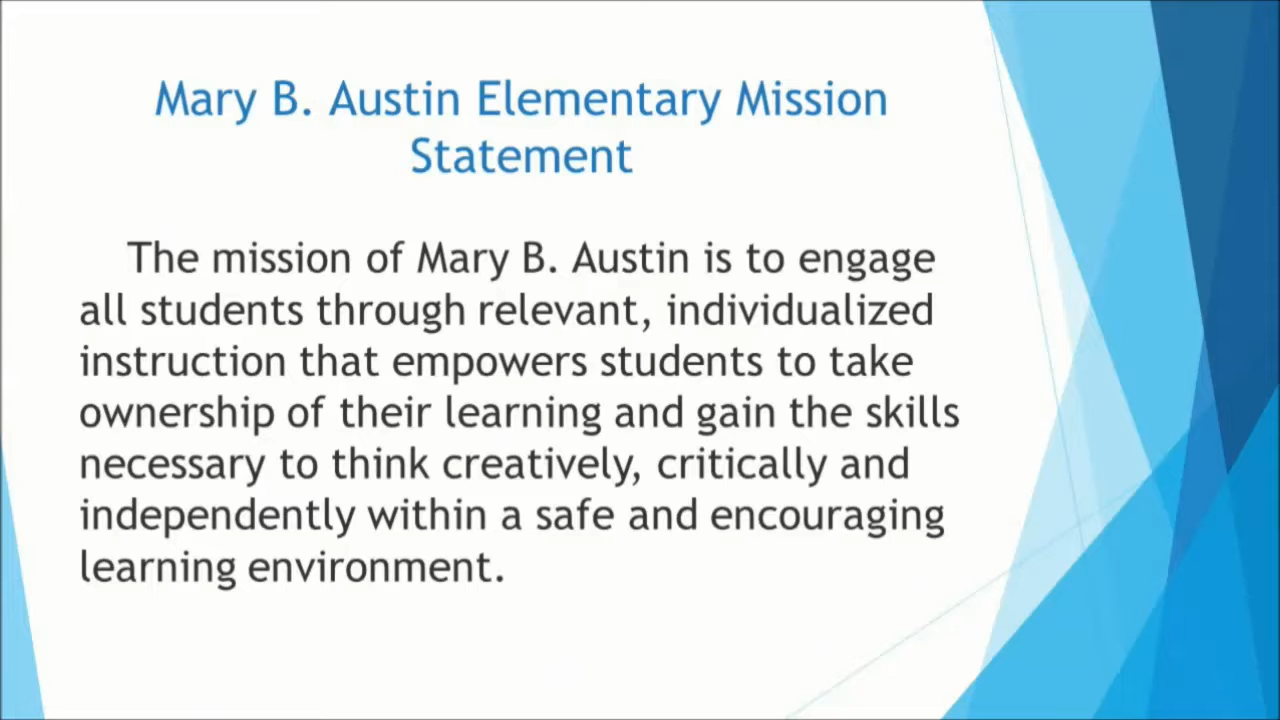 Mary B. Austin Elementary Mission
Statement
The mission of Mary B. Austin is to engage
all students through relevant, individualized
instruction that empowers students to take
ownership of their learning and gain the skills
necessary to think creatively, critically and
independently within a safe and encouraging
learning environment.